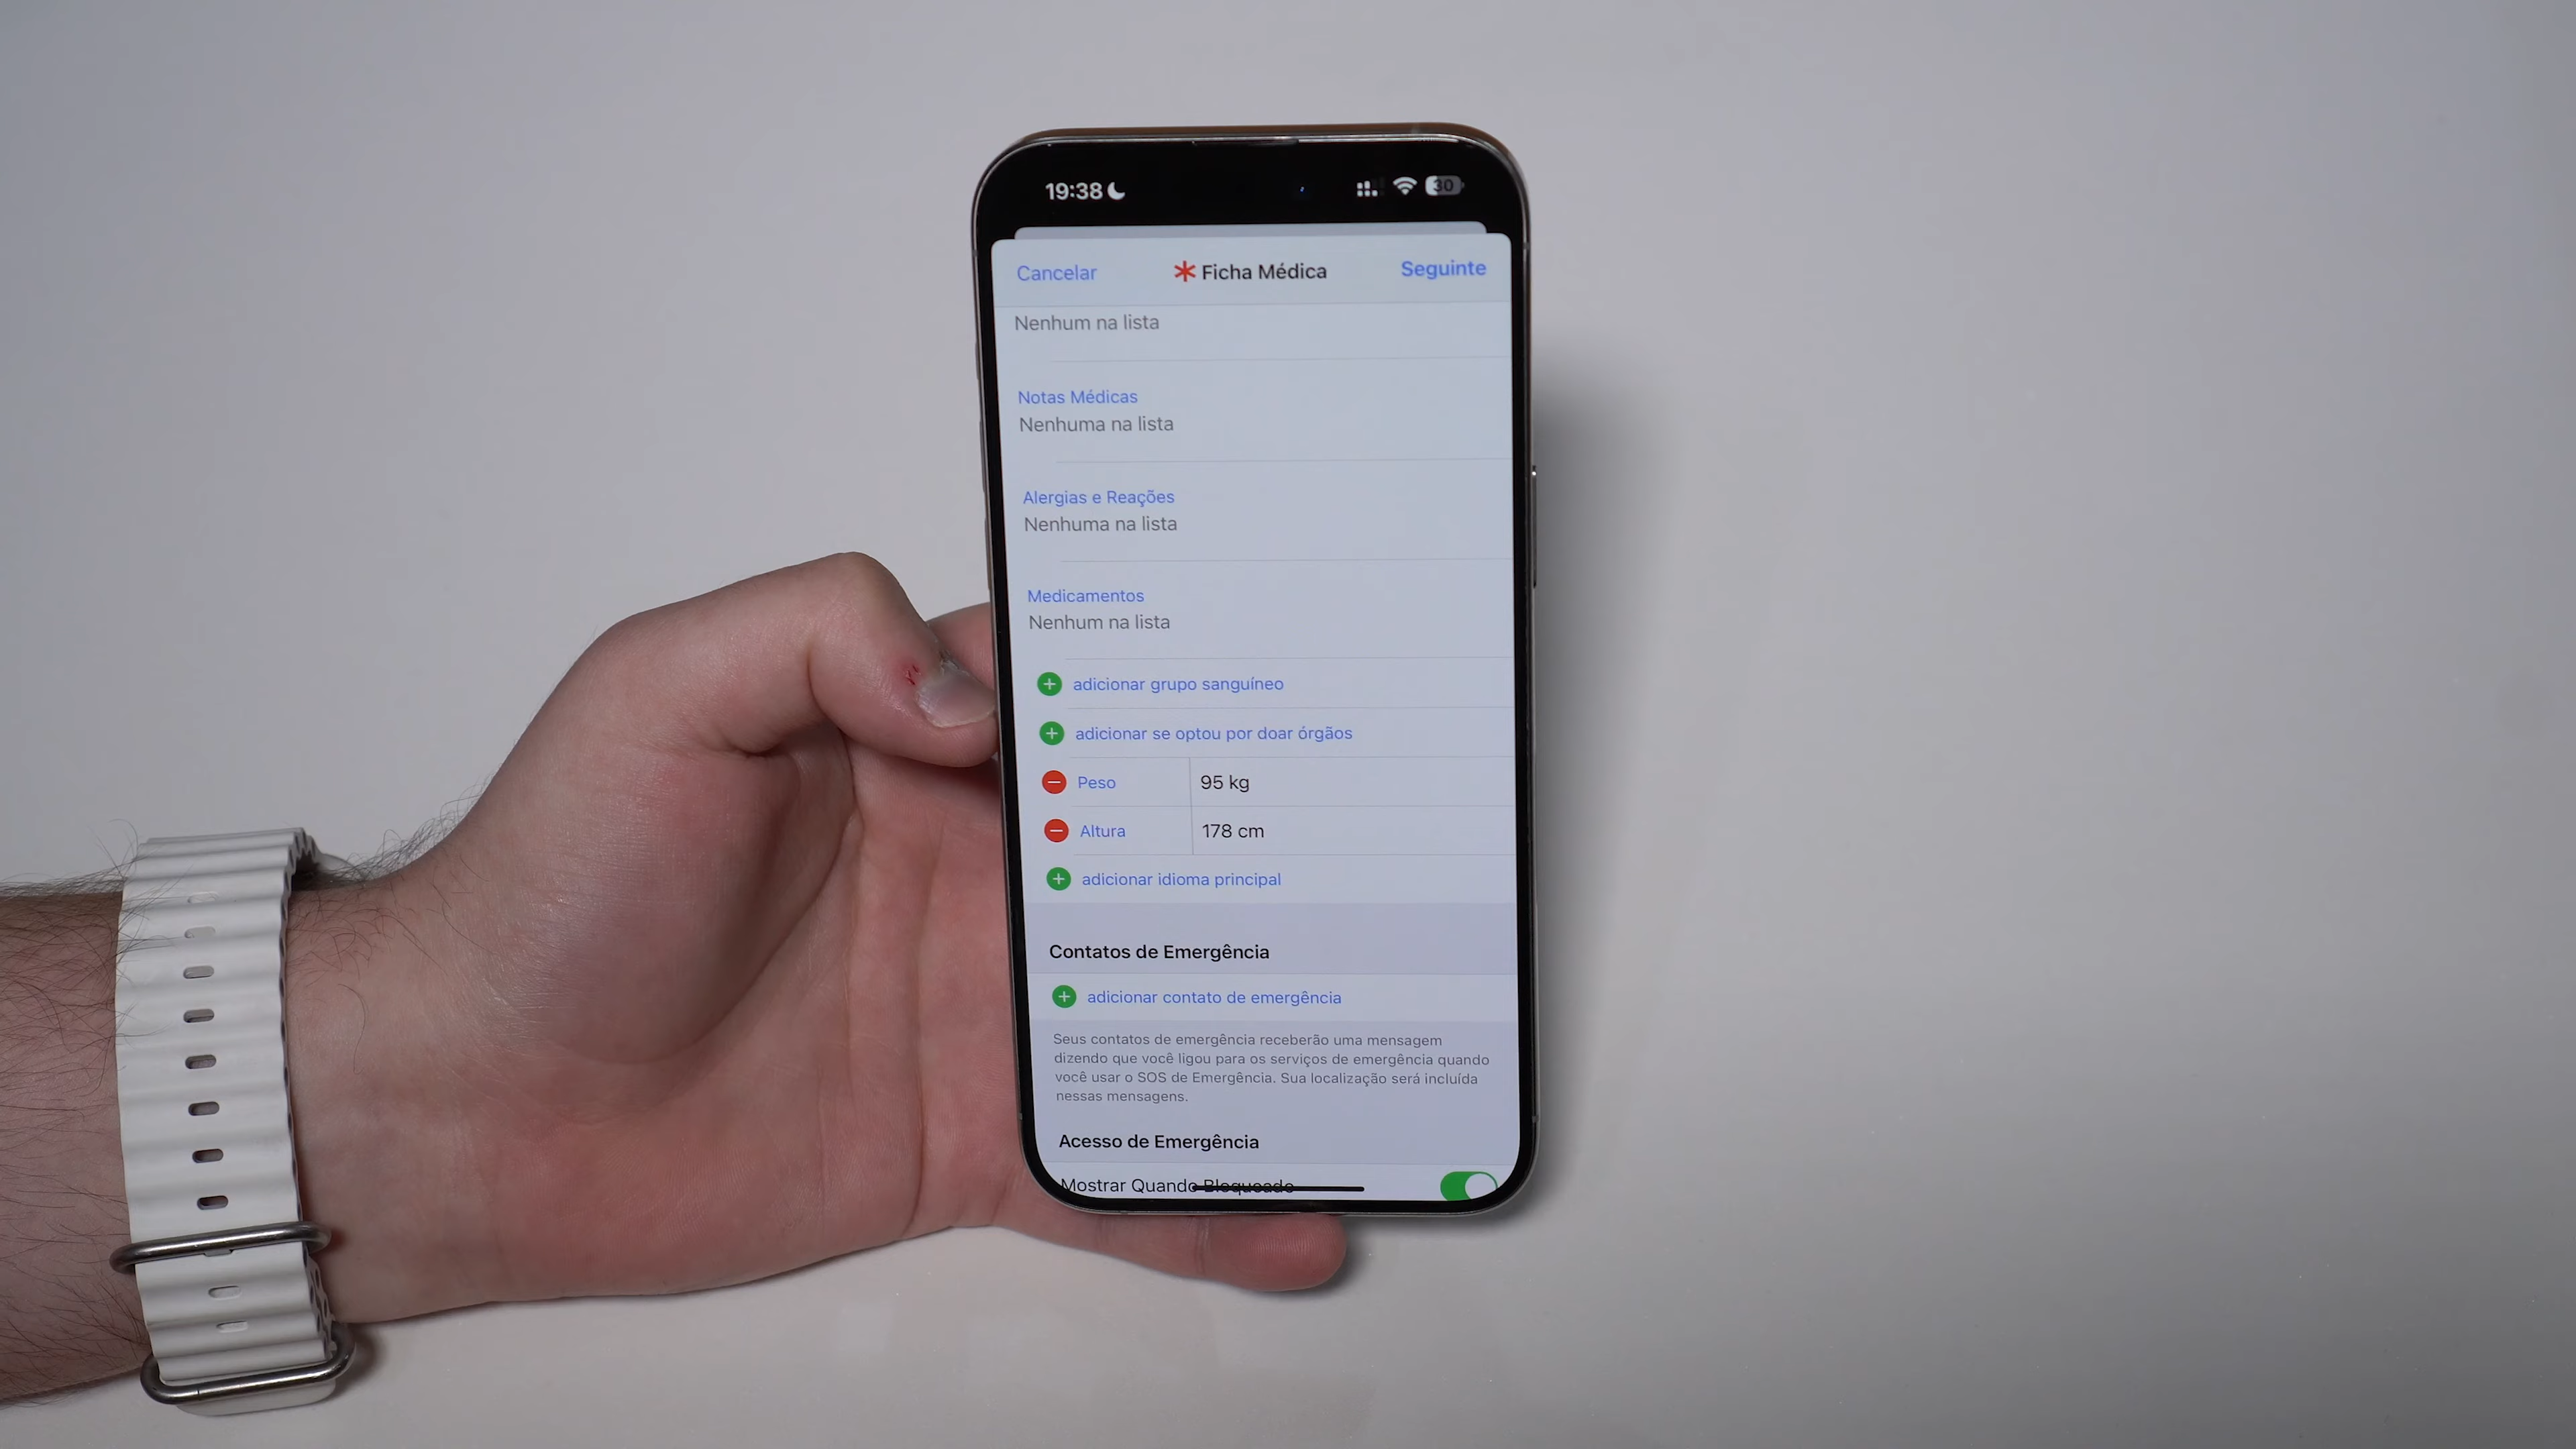 19:38
30
Cancelar
Ficha Médica
Seguinte
Nenhum na lista
Notas Médicas
Nenhuma na lista
Alergias e Reações
Nenhuma na lista
Medicamentos
Nenhum na lista
adicionar grupo sanguíneo
adicionar se optou por doar órgãos
Peso 95 kg
Altura 178 cm
adicionar idioma principal
Contatos de Emergência
adicionar contato de emergência
Seus contatos de emergência receberão uma mensagem
dizendo que você ligou para os serviços de emergência quando
você usar o SOS de Emergência. Sua localização será incluída
nessas mensagens.
Acesso de Emergência
Mostrar Quando Bloqueado